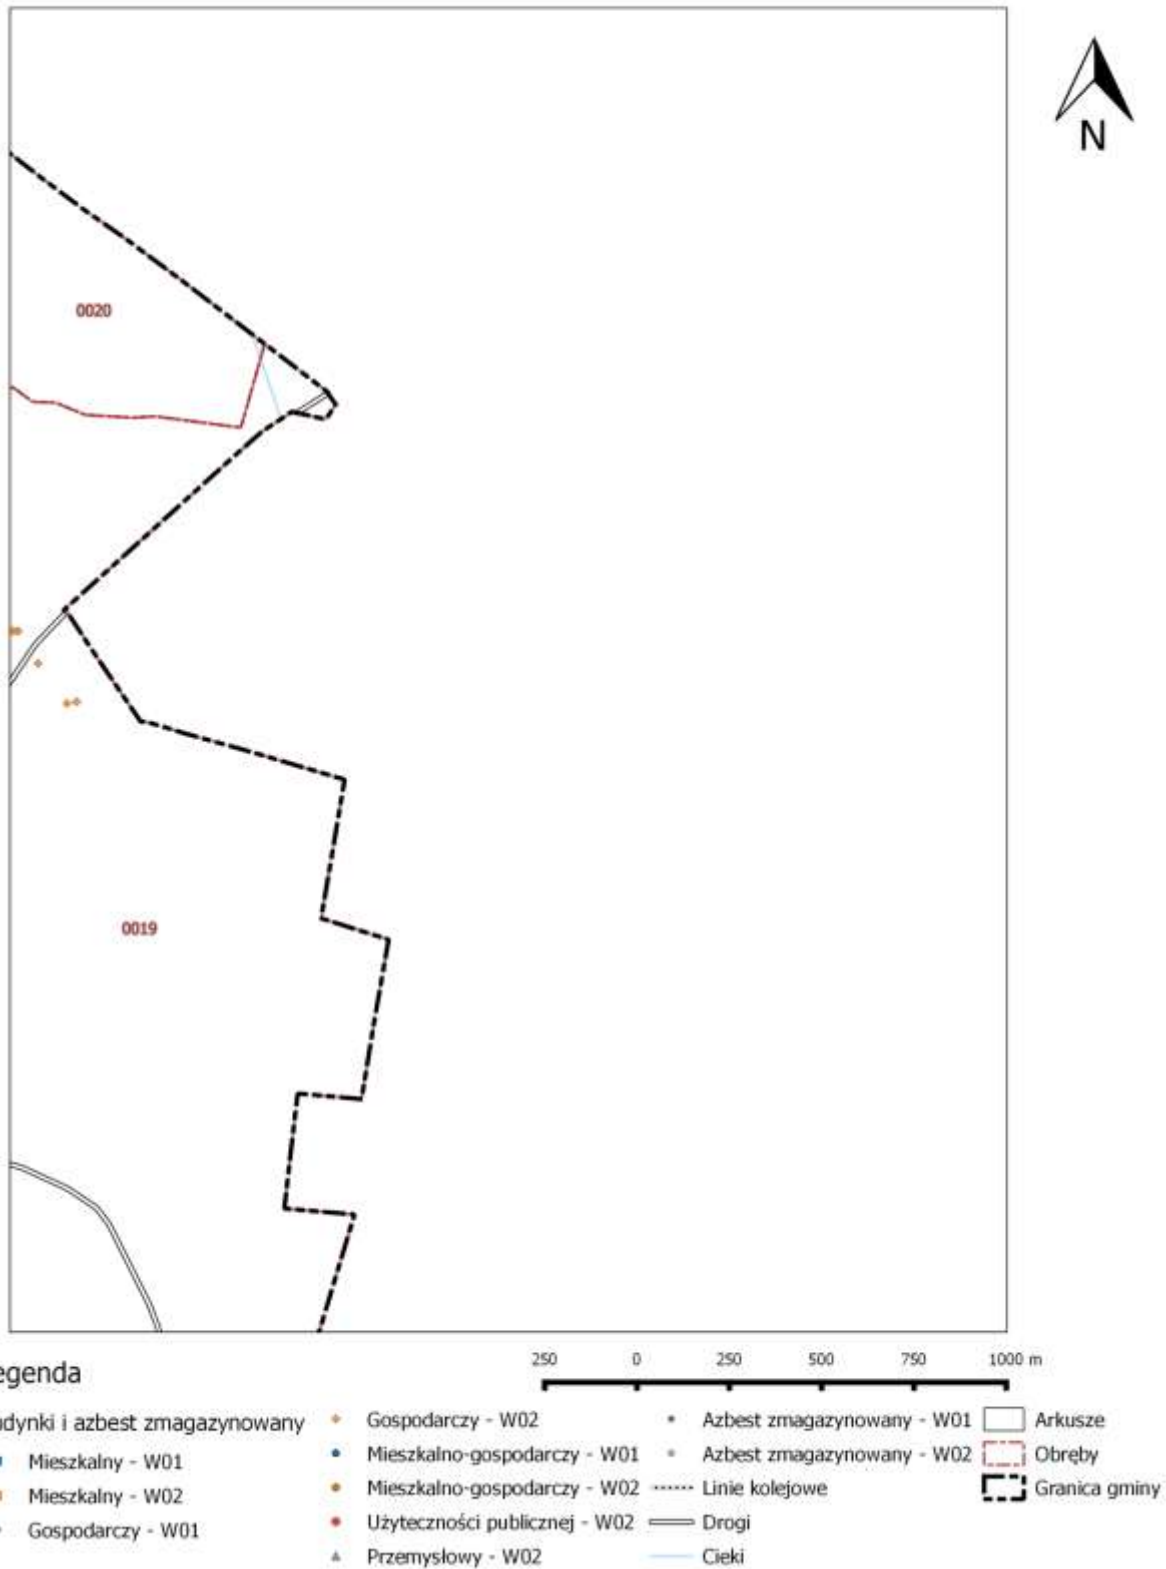 N
0020
0019
egenda
250 0 250 500 750 1000 m
dynki i azbest zmagazynowany
Mieszkalny - W01
Mieszkalny - W02
Gospodarczy - W01
Gospodarczy - W02
Mieszkalno-gospodarczy - W01
Mieszkalno-gospodarczy - W02
Użyteczności publicznej - W02
Przemysłowy - W02
Azbest zmagazynowany - W01
Azbest zmagazynowany - W02
Linie kolejowe
Drogi
Cieki
Arkusze
Obręby
Granica gminy